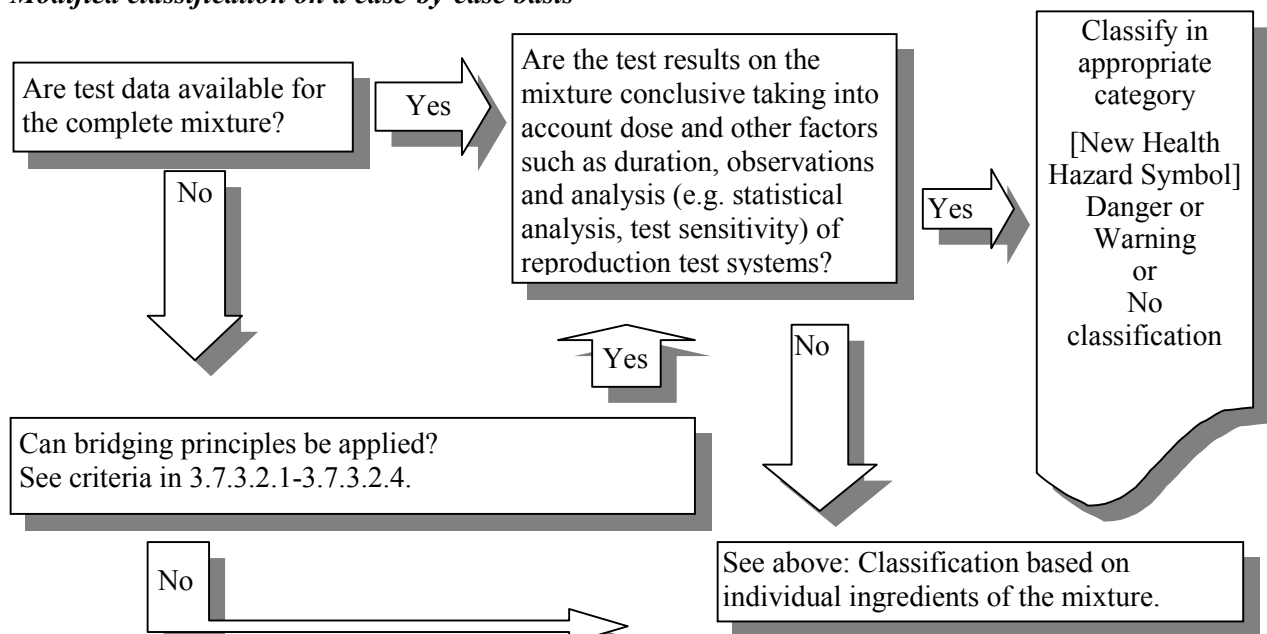 Modified classification on a case-by-case basis
Are test data available for
the complete mixture?
Yes
Are the test results on the
mixture conclusive taking into
account dose and other factors
such as duration, observations
and analysis (e.g. statistical
analysis, test sensitivity) of
reproduction test systems?
Yes
Classify in
appropriate
category
[New Health
Hazard Symbol]
Danger or
Warning
or
No
classification
No
Yes
No
Can bridging principles be applied?
See criteria in 3.7.3.2.1-3.7.3.2.4.
No
See above: Classification based on
individual ingredients of the mixture.